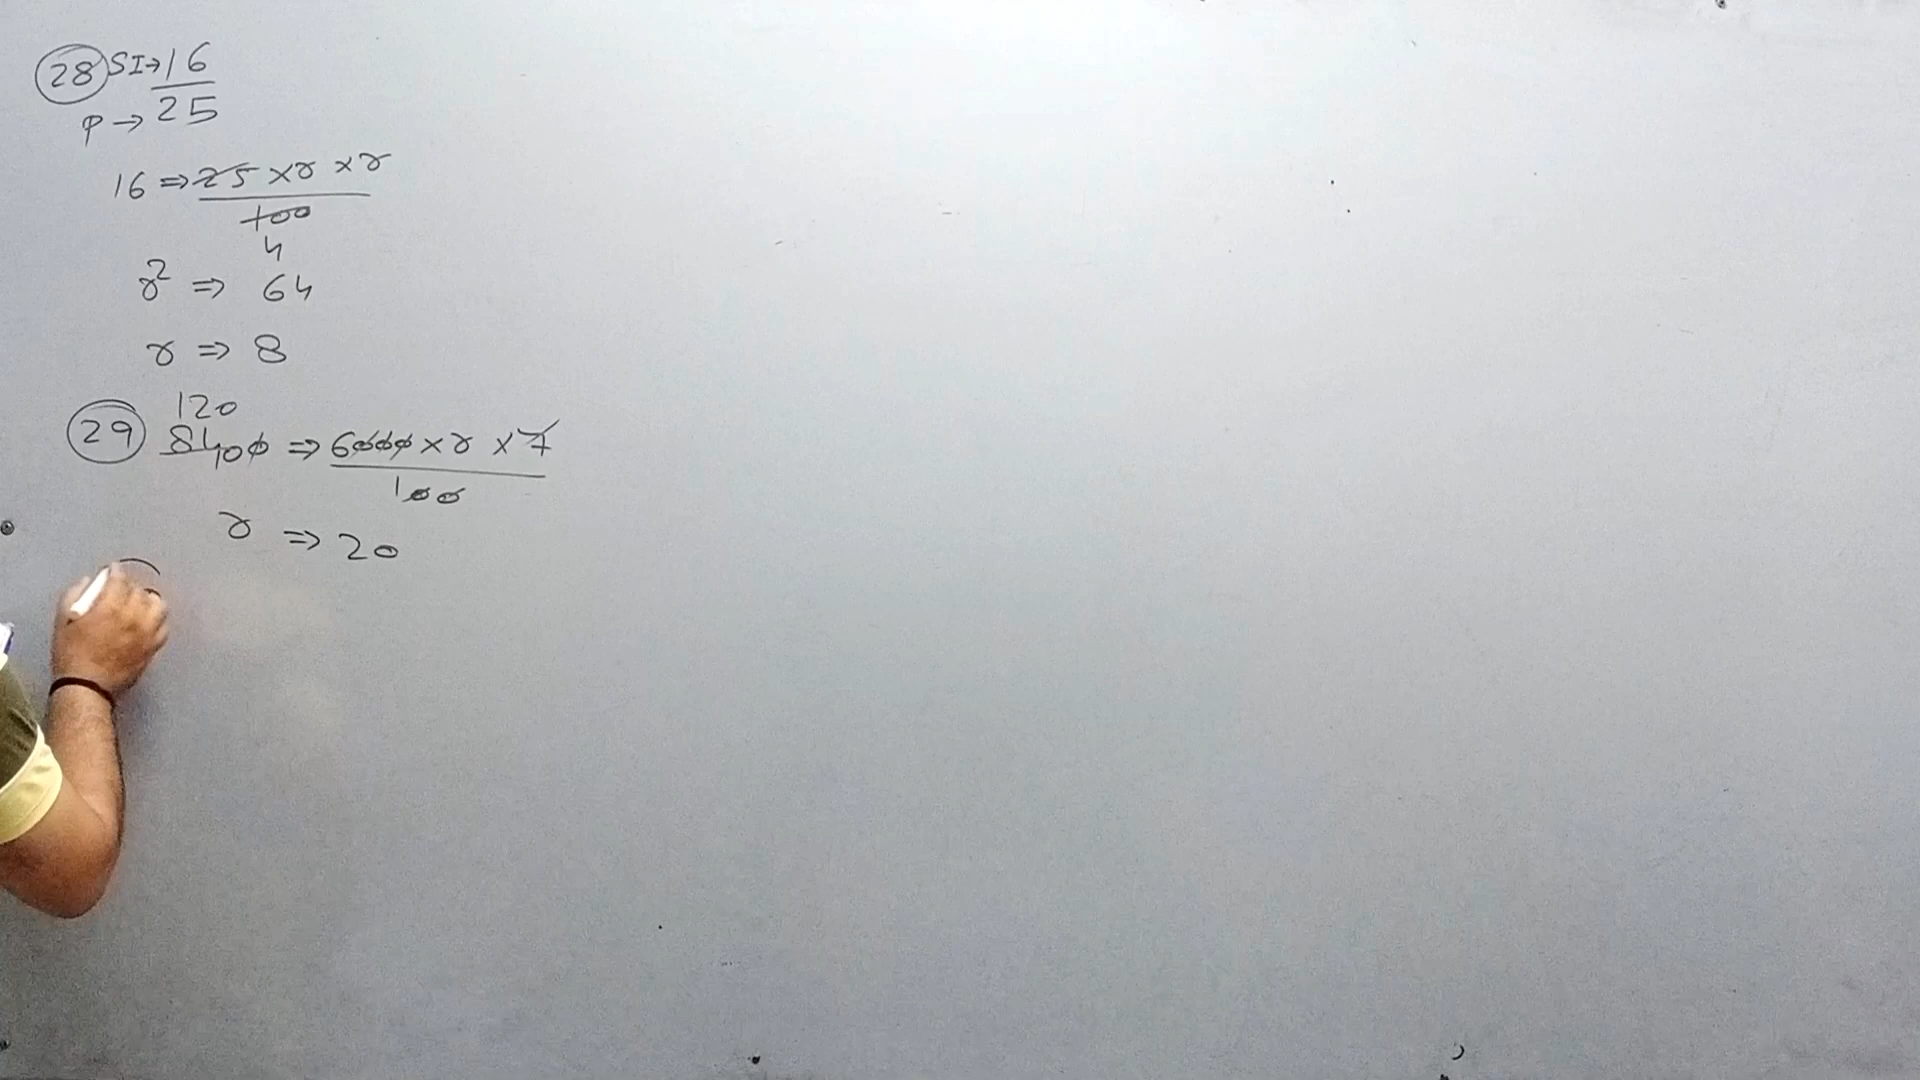 28 SI→ 16
P → 25
16 ⇒ 25 × r × r
100
4
r² ⇒ 64
r ⇒ 8
120
29 8400 ⇒ 6000 × r × 7
100
r ⇒ 20